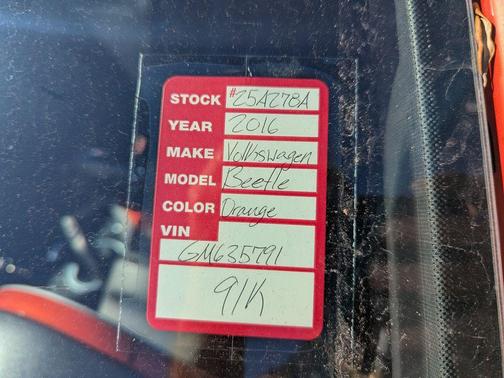 STOCK #25A278A
YEAR 2016
MAKE Volkswagen
MODEL Beetle
COLOR Orange
VIN
GM635791
91K